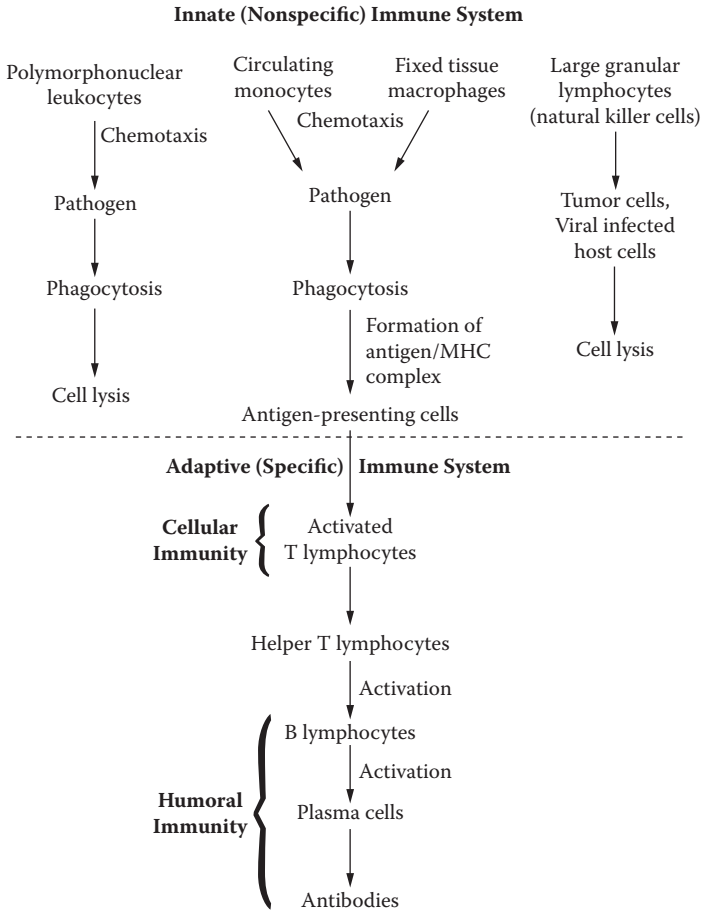 Innate (Nonspecific) Immune System
Polymorphonuclear
leukocytes
Chemotaxis
Pathogen
Phagocytosis
Cell lysis
Circulating
monocytes
Fixed tissue
macrophages
Chemotaxis
Pathogen
Phagocytosis
Formation of
antigen/MHC
complex
Antigen-presenting cells
Large granular
lymphocytes
(natural killer cells)
Tumor cells,
Viral infected
host cells
Cell lysis
Adaptive (Specific) Immune System
Cellular
Immunity
Activated
T lymphocytes
Helper T lymphocytes
Activation
B lymphocytes
Activation
Humoral
Immunity
Plasma cells
Antibodies